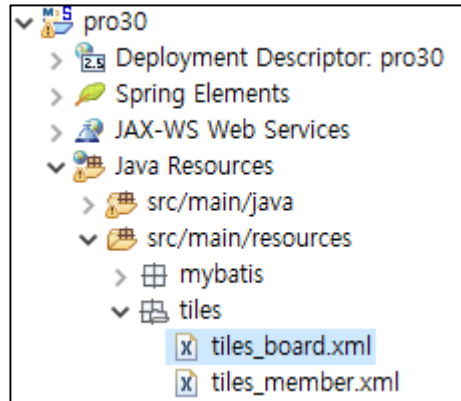 pro30
Deployment Descriptor: pro30
Spring Elements
JAX-WS Web Services
Java Resources
src/main/java
src/main/resources
mybatis
tiles
tiles_board.xml
tiles_member.xml